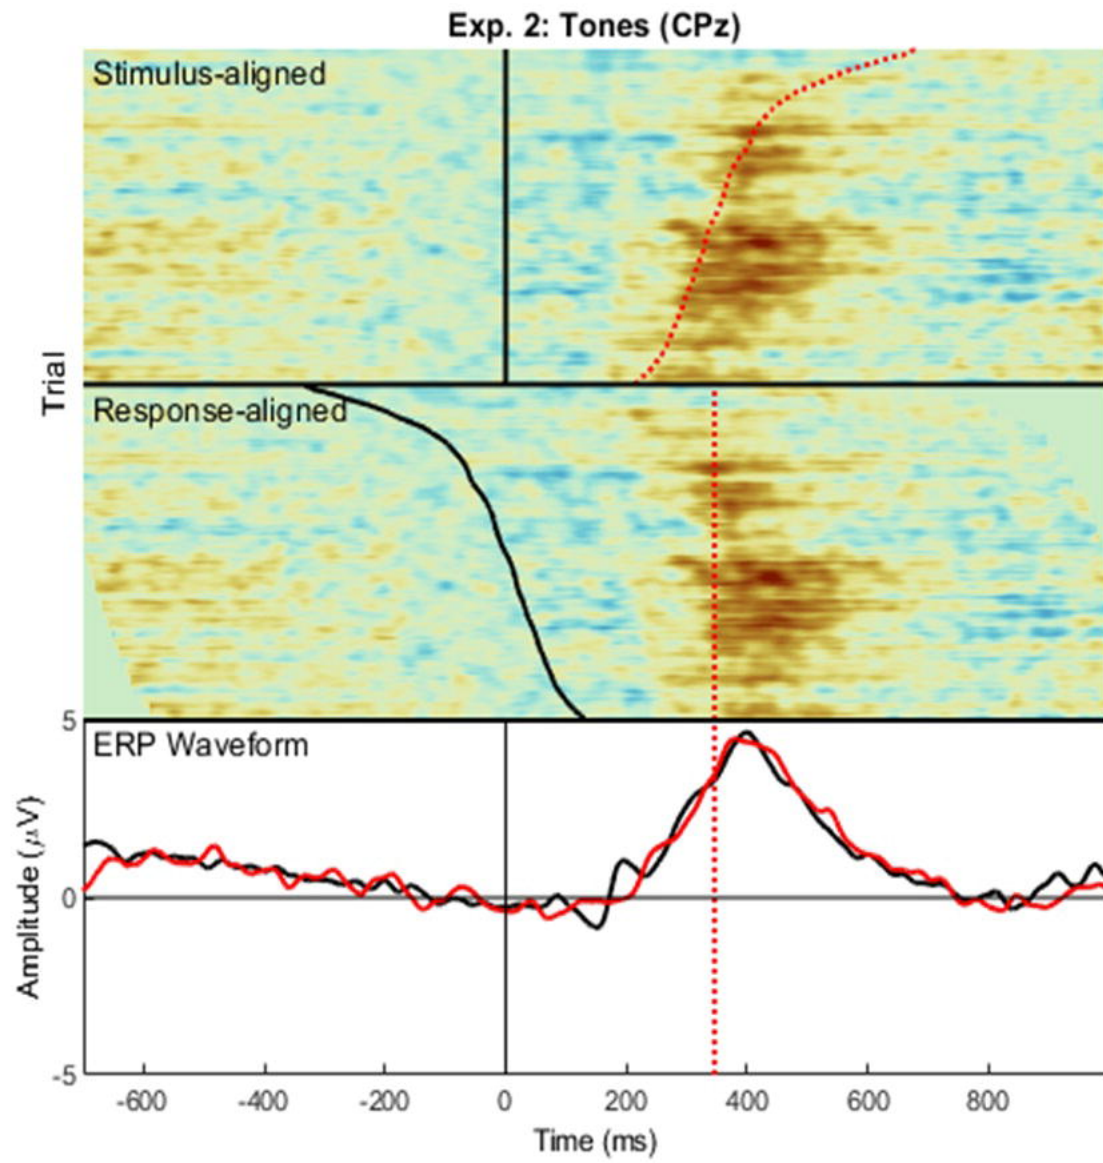 Exp. 2: Tones (CPz)
Stimulus-aligned
Trial
Response-aligned
ERP Waveform
Amplitude (μV)
5
0
-5
-600 -400 -200 0 200 400 600 800
Time (ms)